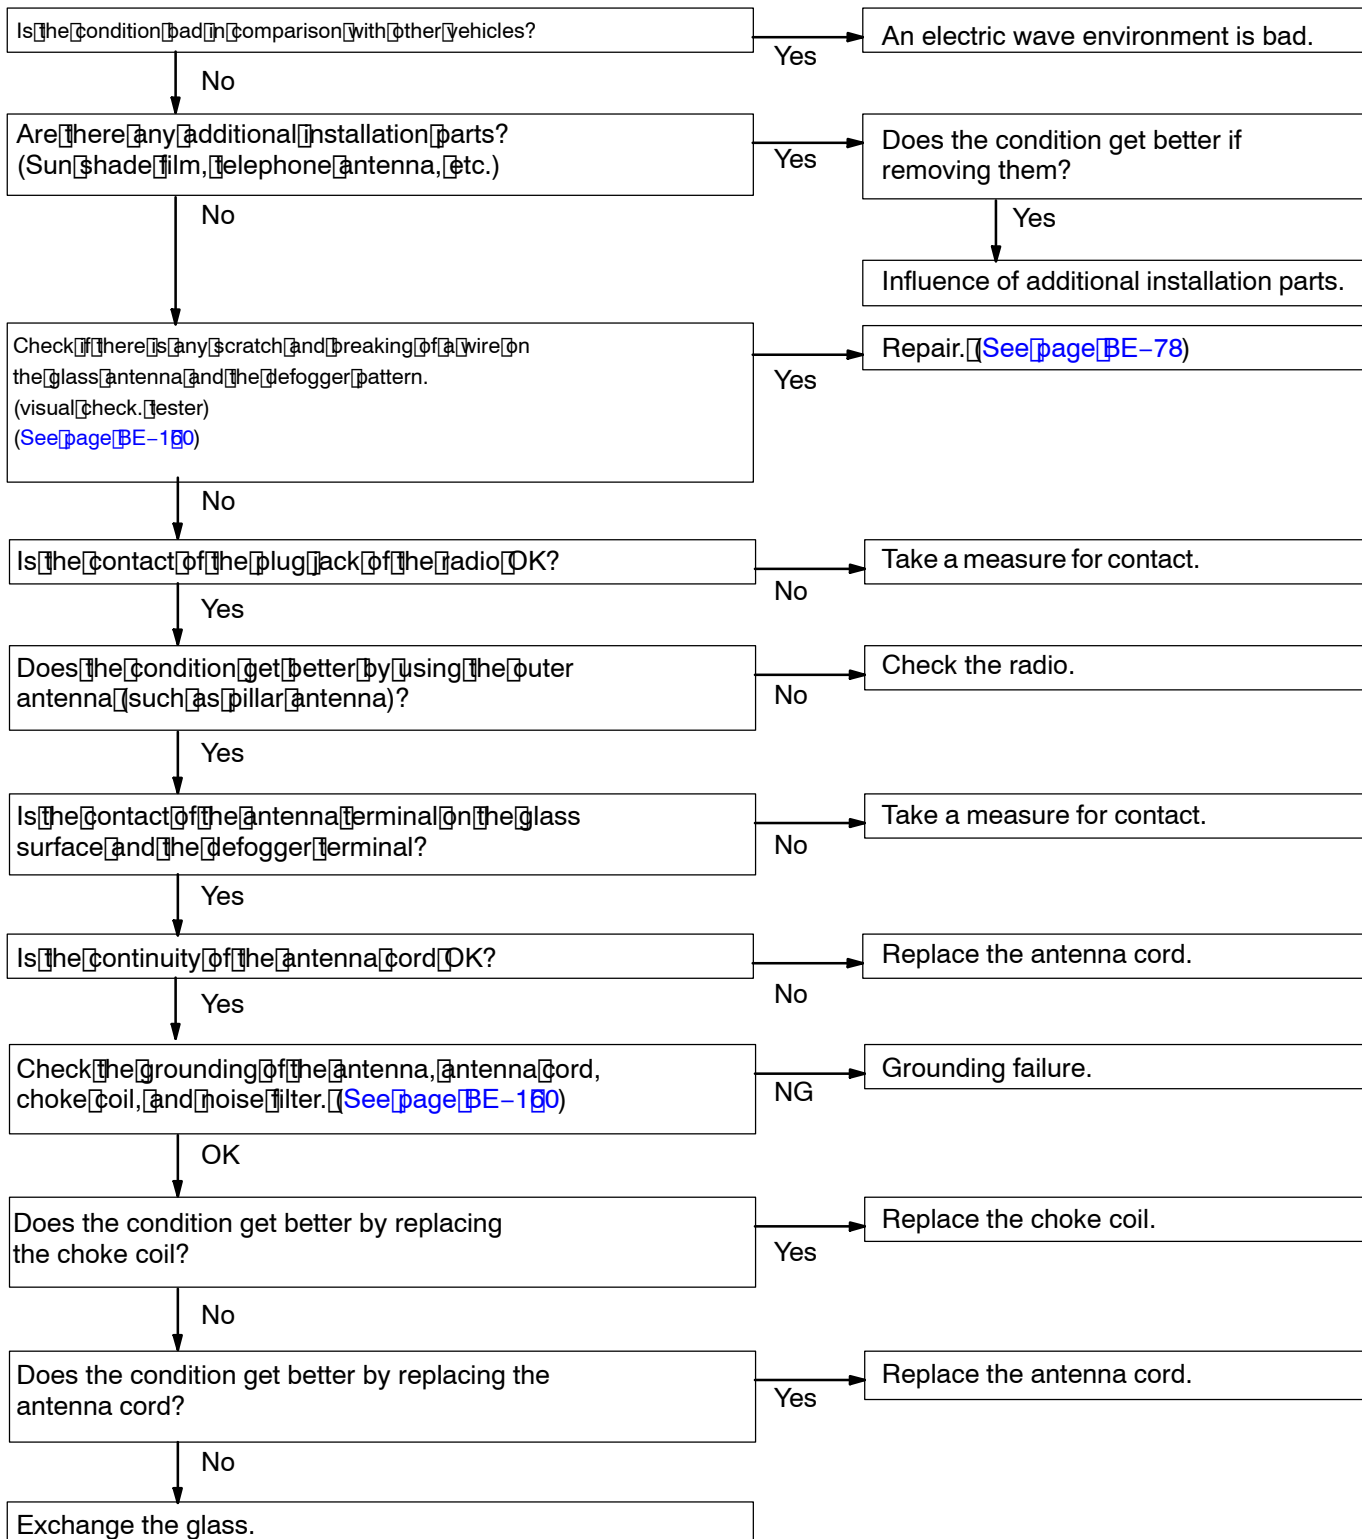 Is the condition bad in comparison with other vehicles?
Yes
An electric wave environment is bad.
No
Are there any additional installation parts?
(Sun shade film, telephone antenna, etc.)
Yes
Does the condition get better if
removing them?
No
Yes
Influence of additional installation parts.
Check if there is any scratch and breaking of a wire on
the glass antenna and the defogger pattern.
(visual check. tester)
(See page BE-160)
Yes
Repair. (See page BE-78)
No
Is the contact of the plug jack of the radio OK?
No
Take a measure for contact.
Yes
Does the condition get better by using the outer
antenna (such as pillar antenna)?
No
Check the radio.
Yes
Is the contact of the antenna terminal on the glass
surface and the defogger terminal?
No
Take a measure for contact.
Yes
Is the continuity of the antenna cord OK?
No
Replace the antenna cord.
Yes
Check the grounding of the antenna, antenna cord,
choke coil, and noise filter. (See page BE-160)
NG
Grounding failure.
OK
Does the condition get better by replacing
the choke coil?
Yes
Replace the choke coil.
No
Does the condition get better by replacing the
antenna cord?
Yes
Replace the antenna cord.
No
Exchange the glass.